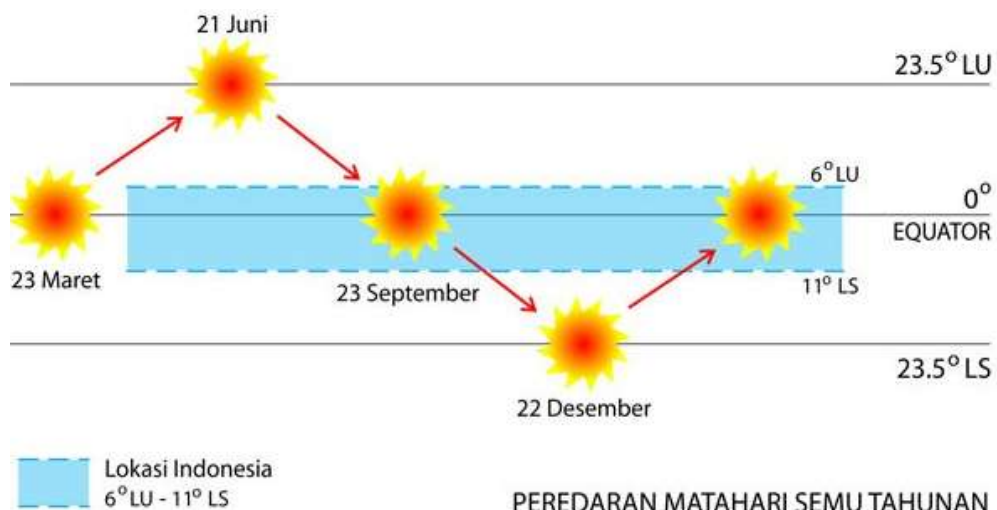 21 Juni
23.5° LU
6° LU
0°
EQUATOR
23 Maret
23 September
11° LS
23.5° LS
22 Desember
Lokasi Indonesia
6° LU - 11° LS
PEREDARAN MATAHARI SEMU TAHUNAN